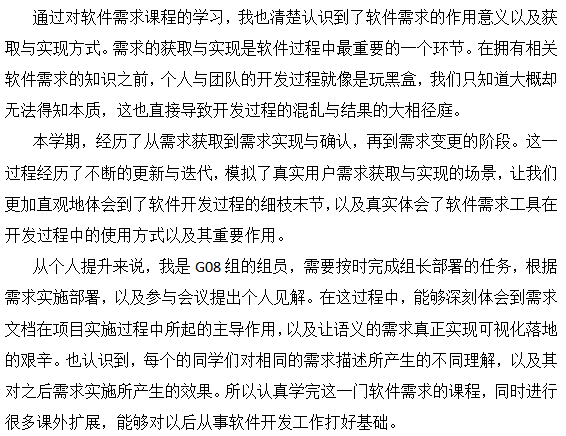 通过对软件需求课程的学习，我也清楚认识到了软件需求的作用意义以及获
取与实现方式。需求的获取与实现是软件过程中最重要的一个环节。在拥有相关
软件需求的知识之前，个人与团队的开发过程就像是玩黑盒，我们只知道大概却
无法得知本质，这也直接导致开发过程的混乱与结果的大相径庭。
本学期，经历了从需求获取到需求实现与确认，再到需求变更的阶段。这一
过程经历了不断的更新与迭代，模拟了真实用户需求获取与实现的场景，让我们
更加直观地体会到了软件开发过程的细枝末节，以及真实体会了软件需求工具在
开发过程中的使用方式以及其重要作用。
从个人提升来说，我是 G08 组的组员，需要按时完成组长部署的任务，根据
需求实施部署，以及参与会议提出个人见解。在这过程中，能够深刻体会到需求
文档在项目实施过程中所起的主导作用，以及让语义的需求真正实现可视化落地
的艰辛。也认识到，每个的同学们对相同的需求描述所产生的不同理解，以及其
对之后需求实施所产生的效果。所以认真学完这一门软件需求的课程，同时进行
很多课外扩展，能够对以后从事软件开发工作打好基础。